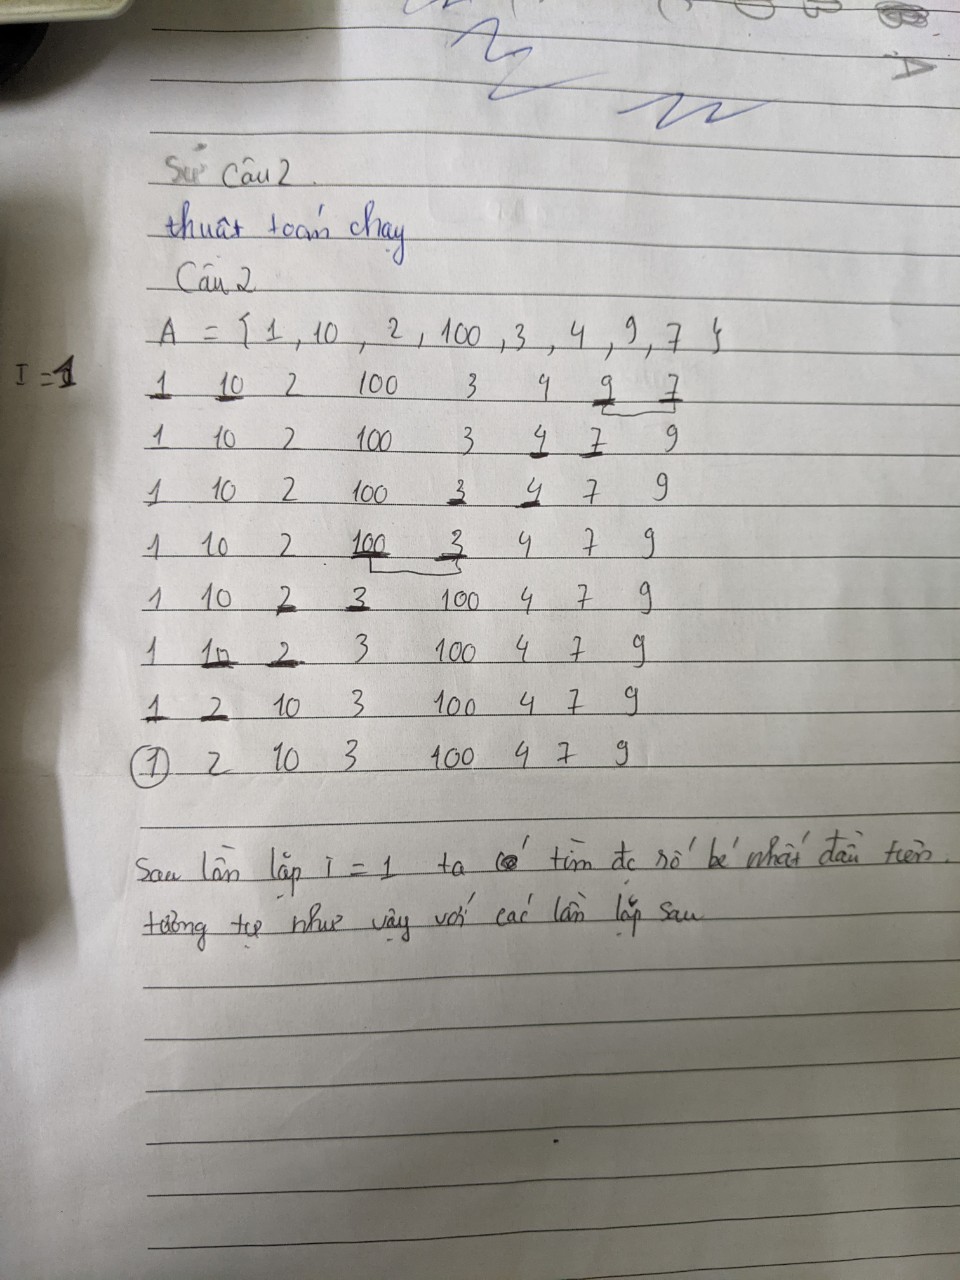 Sử Câu 2.
thuật toán chạy
Câu 2
A = { 1 , 10 , 2 , 100 , 3 , 4 , 9 , 7 }
I = 1
1 10 2 100 3 4 9 7
1 10 2 100 3 4 7 9
1 10 2 100 3 4 7 9
1 10 2 100 3 4 7 9
1 10 2 3 100 4 7 9
1 10 2 3 100 4 7 9
1 2 10 3 100 4 7 9
1 2 10 3 100 4 7 9
Sau lần lặp i = 1 ta tìm đc số bé nhất đầu tiên.
tương tự như vậy với các lần lặp sau